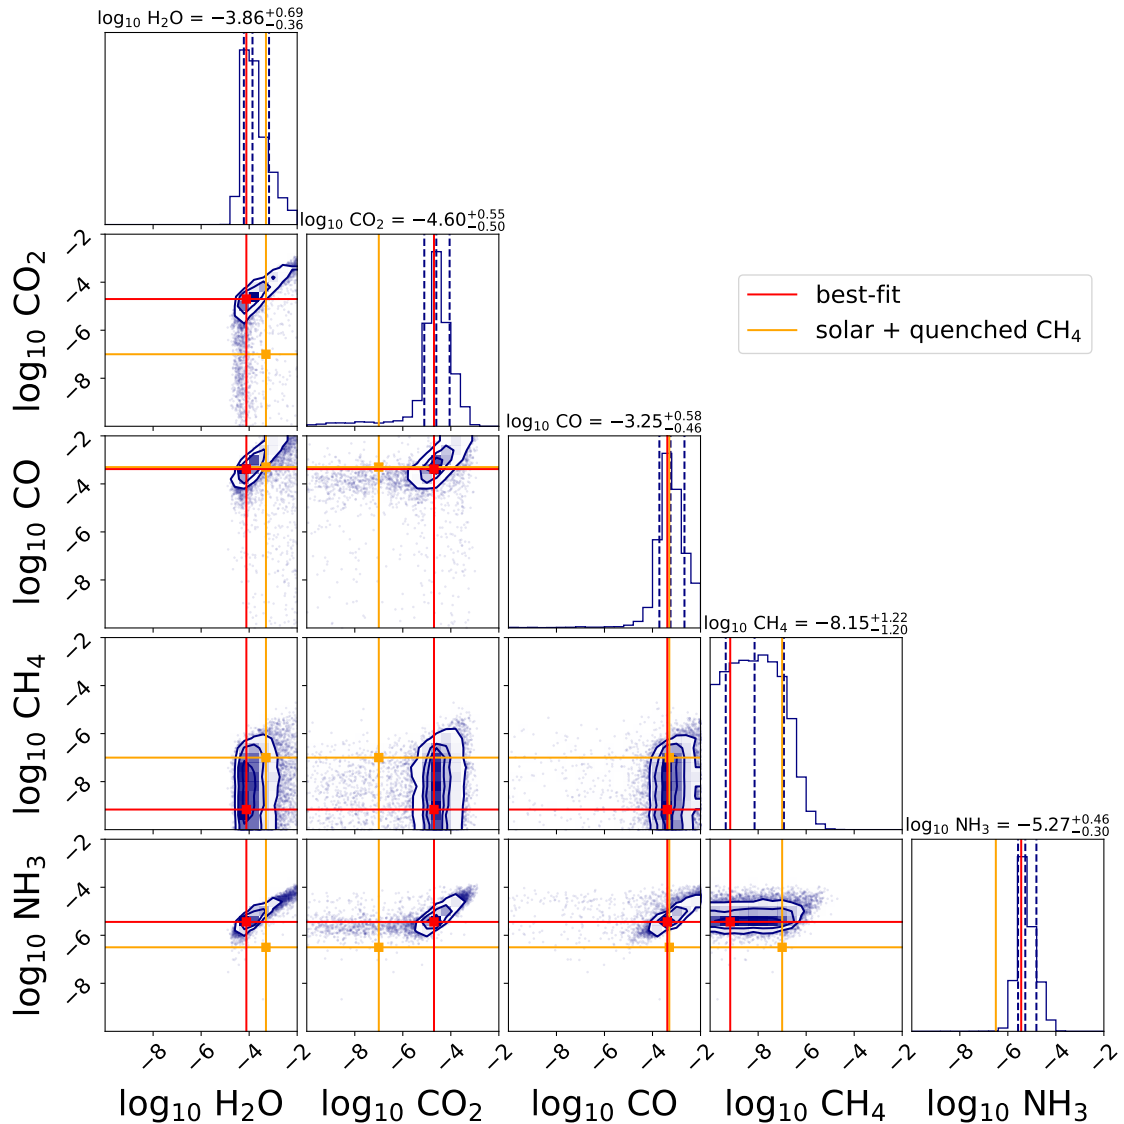 log₁₀ H₂O = −3.86+0.69−0.36
log₁₀ CO₂ = −4.60+0.55−0.50
log₁₀ CO₂
−2
−4
−6
−8
best-fit
solar + quenched CH₄
log₁₀ CO = −3.25+0.58−0.46
log₁₀ CO
−2
−4
−6
−8
log₁₀ CH₄ = −8.15+1.22−1.20
log₁₀ CH₄
−2
−4
−6
−8
log₁₀ NH₃ = −5.27+0.46−0.30
log₁₀ NH₃
−2
−4
−6
−8
−8 −6 −4 −2 −8 −6 −4 −2 −8 −6 −4 −2 −8 −6 −4 −2 −8 −6 −4 −2
log₁₀ H₂O log₁₀ CO₂ log₁₀ CO log₁₀ CH₄ log₁₀ NH₃